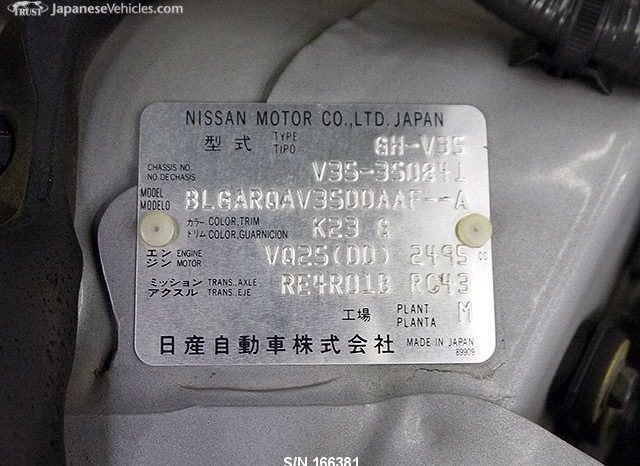 TRUST JapaneseVehicles.com
NISSAN MOTOR CO.,LTD. JAPAN
型式 TYPE TIPO GH-V35
CHASSIS NO. NO. DE CHASIS V35-350241
MODEL MODELO BLGARQAV35DDAAF--A
カラー トリム COLOR,TRIM COLOR,GUARNICION K23 G
エンジン ENGINE MOTOR VQ25(DD) 2495 CC
ミッション アクスル TRANS.,AXLE TRANS.,EJE RE4R01B RC43
工場 PLANT PLANTA M
日産自動車株式会社 MADE IN JAPAN
89909
S/N 166381